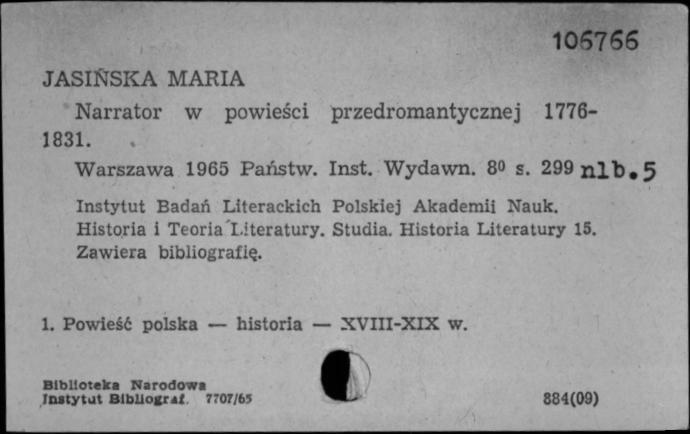 106766
JASIŃSKA MARIA
Narrator w powieści przedromantycznej 1776-
1831.
Warszawa 1965 Państw. Inst. Wydawn. 8⁰ s. 299 nlb. 5
Instytut Badań Literackich Polskiej Akademii Nauk.
Historia i Teoria Literatury. Studia. Historia Literatury 15.
Zawiera bibliografię.
1. Powieść polska — historia — XVIII-XIX w.
Biblioteka Narodowa
Instytut Bibliograf. 7707/65
884(09)